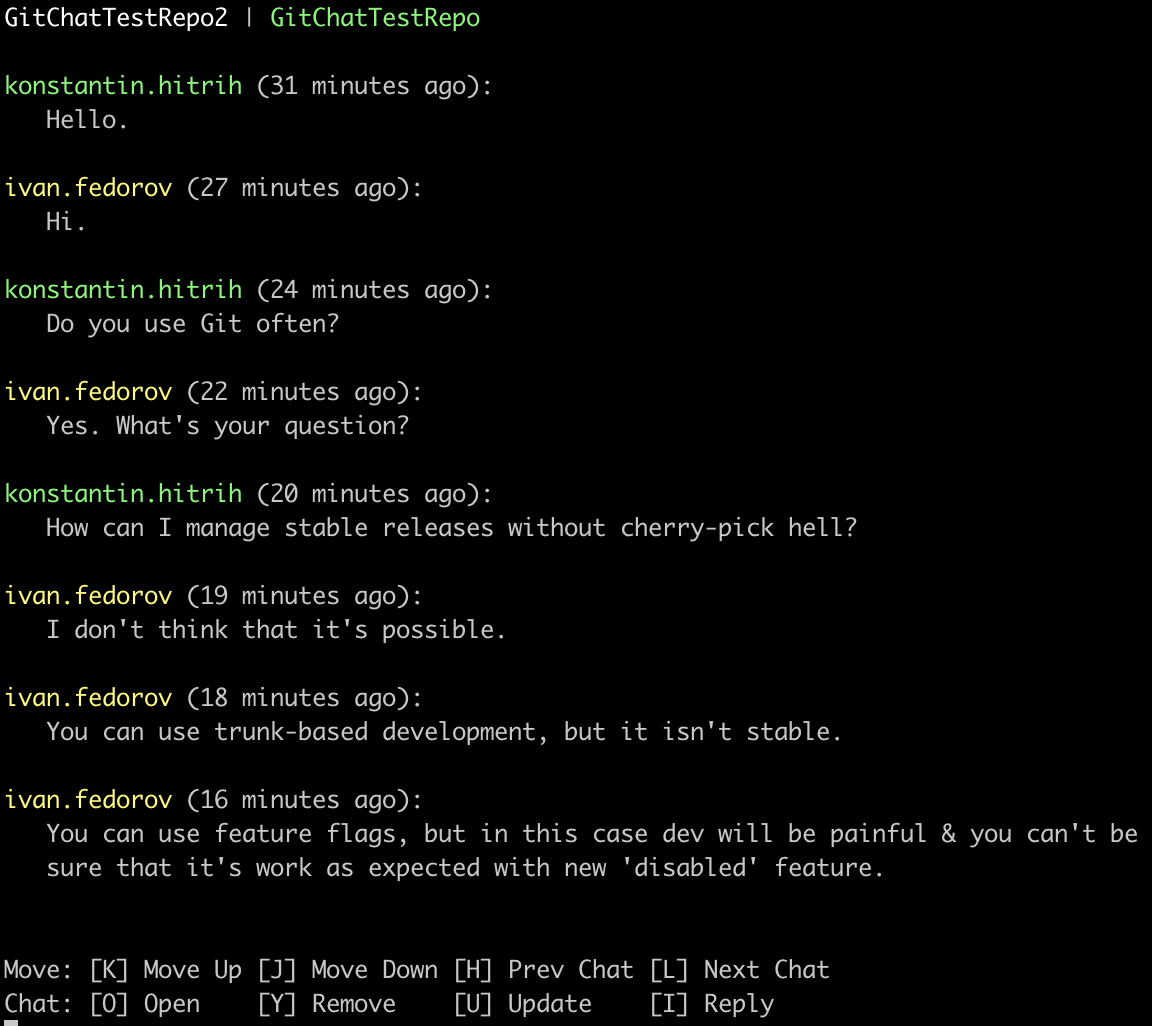 GitChatTestRepo2 | GitChatTestRepo
konstantin.hitrih (31 minutes ago):
Hello.
ivan.fedorov (27 minutes ago):
Hi.
konstantin.hitrih (24 minutes ago):
Do you use Git often?
ivan.fedorov (22 minutes ago):
Yes. What's your question?
konstantin.hitrih (20 minutes ago):
How can I manage stable releases without cherry-pick hell?
ivan.fedorov (19 minutes ago):
I don't think that it's possible.
ivan.fedorov (18 minutes ago):
You can use trunk-based development, but it isn't stable.
ivan.fedorov (16 minutes ago):
You can use feature flags, but in this case dev will be painful & you can't be
sure that it's work as expected with new 'disabled' feature.
Move: [K] Move Up [J] Move Down [H] Prev Chat [L] Next Chat
Chat: [O] Open [Y] Remove [U] Update [I] Reply